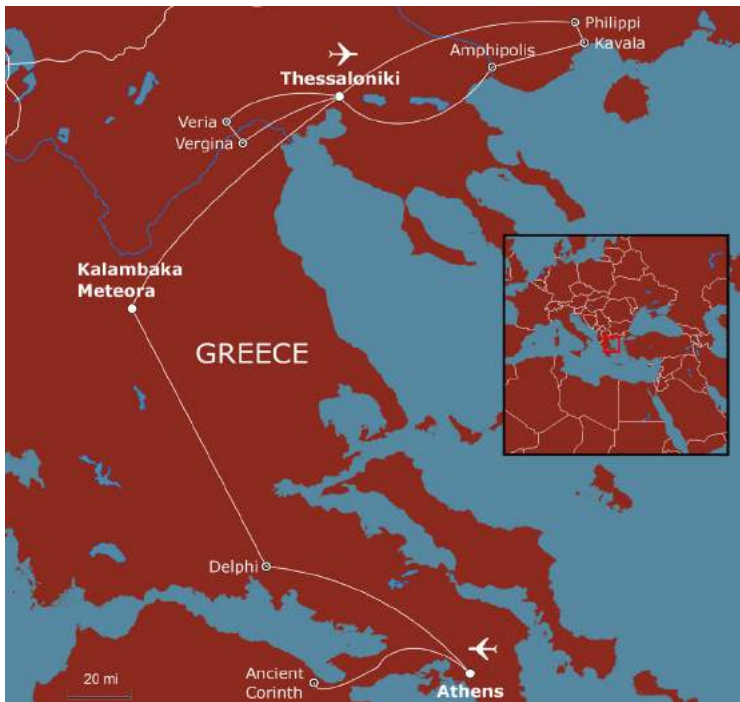 Philippi
Amphipolis
Kavala
Thessaloniki
Veria
Vergina
Kalambaka
Meteora
GREECE
Delphi
Ancient
Corinth
Athens
20 mi